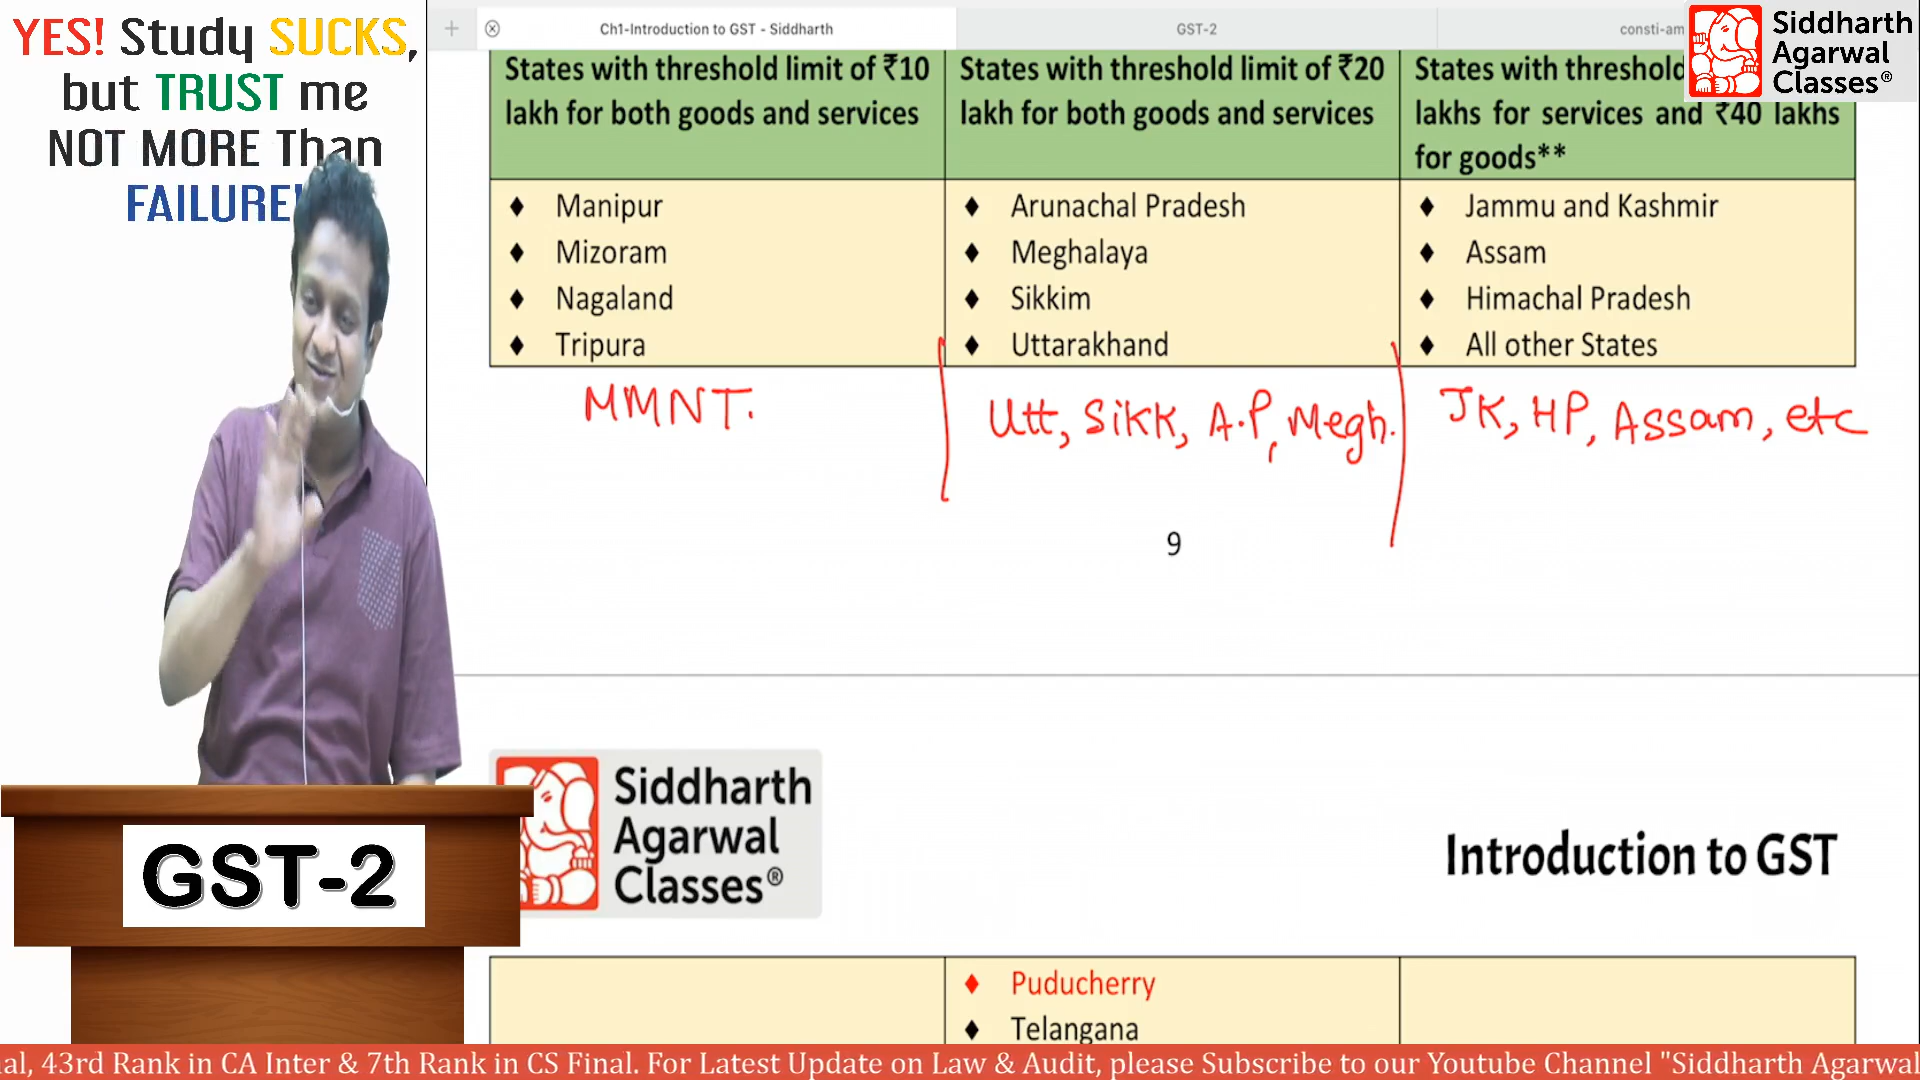 YES! Study SUCKS,
but TRUST me
NOT MORE Than
FAILURE!
Ch1-Introduction to GST - Siddharth
GST-2
consti-am
Siddharth
Agarwal
Classes®
States with threshold limit of ₹10
lakh for both goods and services
States with threshold limit of ₹20
lakh for both goods and services
States with threshold
lakhs for services and ₹40 lakhs
for goods**
♦ Manipur
♦ Mizoram
♦ Nagaland
♦ Tripura
♦ Arunachal Pradesh
♦ Meghalaya
♦ Sikkim
♦ Uttarakhand
♦ Jammu and Kashmir
♦ Assam
♦ Himachal Pradesh
♦ All other States
MMNT.
Utt, Sikk, A.P, Megh.
JK, HP, Assam, etc
9
Siddharth
Agarwal
Classes®
Introduction to GST
♦ Puducherry
♦ Telangana
GST-2
al, 43rd Rank in CA Inter & 7th Rank in CS Final. For Latest Update on Law & Audit, please Subscribe to our Youtube Channel "Siddharth Agarwal